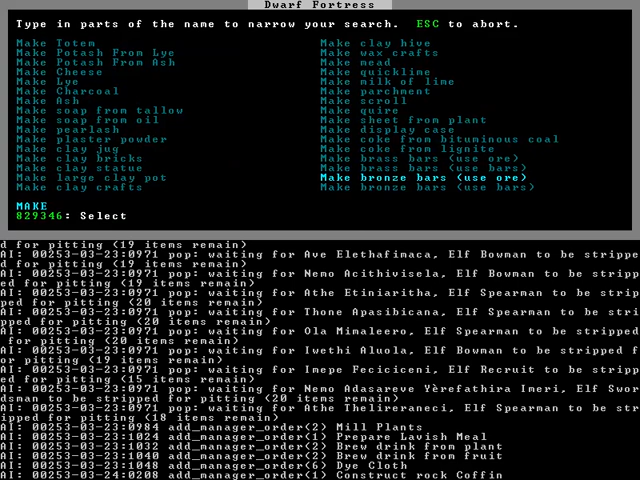 Dwarf Fortress
Type in parts of the name to narrow your search.  ESC to abort.
Make Totem
Make Potash From Lye
Make Potash From Ash
Make Cheese
Make Lye
Make Charcoal
Make Ash
Make soap from tallow
Make soap from oil
Make pearlash
Make plaster powder
Make clay jug
Make clay bricks
Make clay statue
Make large clay pot
Make clay crafts
Make clay hive
Make wax crafts
Make mead
Make quicklime
Make milk of lime
Make parchment
Make scroll
Make quire
Make sheet from plant
Make display case
Make coke from bituminous coal
Make coke from lignite
Make brass bars (use ore)
Make brass bars (use bars)
Make bronze bars (use ore)
Make bronze bars (use bars)
MAKE
829346: Select
d for pitting (19 items remain)
AI: 00253-03-23:0971 pop: waiting for Ave Elethafimaca, Elf Bowman to be strippe
d for pitting (19 items remain)
AI: 00253-03-23:0971 pop: waiting for Nemo Acithivisela, Elf Bowman to be stripp
ed for pitting (19 items remain)
AI: 00253-03-23:0971 pop: waiting for Athe Etiniaritha, Elf Spearman to be strip
ped for pitting (20 items remain)
AI: 00253-03-23:0971 pop: waiting for Thone Apasibicana, Elf Spearman to be stri
pped for pitting (20 items remain)
AI: 00253-03-23:0971 pop: waiting for Ola Mimaleero, Elf Spearman to be stripped
for pitting (20 items remain)
AI: 00253-03-23:0971 pop: waiting for Iwethi Aluola, Elf Bowman to be stripped f
or pitting (19 items remain)
AI: 00253-03-23:0971 pop: waiting for Imepe Feciciceni, Elf Recruit to be stripp
ed for pitting (15 items remain)
AI: 00253-03-23:0971 pop: waiting for Nemo Adasareve Yèrefathira Imeri, Elf Swor
dsman to be stripped for pitting (20 items remain)
AI: 00253-03-23:0971 pop: waiting for Athe Thelireraneci, Elf Spearman to be str
ipped for pitting (18 items remain)
AI: 00253-03-23:0984 add_manager_order(2) Mill Plants
AI: 00253-03-23:1024 add_manager_order(1) Prepare Lavish Meal
AI: 00253-03-23:1032 add_manager_order(2) Brew drink from plant
AI: 00253-03-23:1040 add_manager_order(2) Brew drink from fruit
AI: 00253-03-23:1048 add_manager_order(6) Dye Cloth
AI: 00253-03-24:0208 add_manager_order(1) Construct rock Coffin